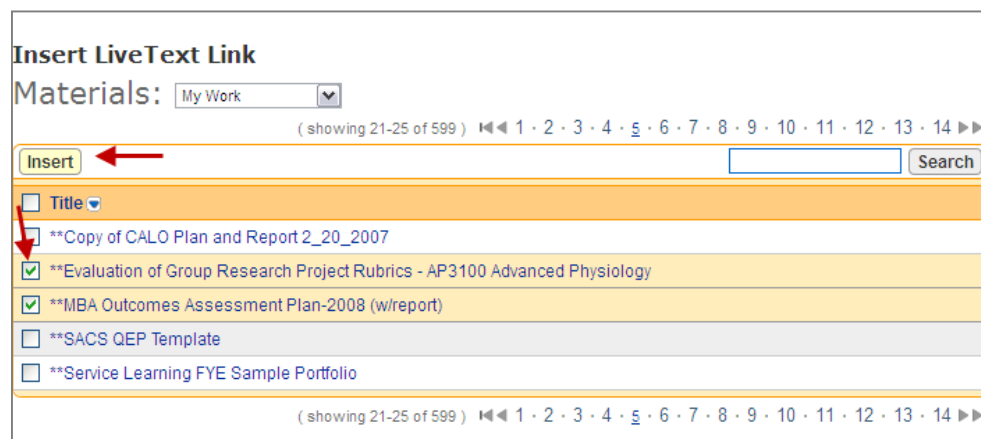 Insert LiveText Link
Materials: My Work
( showing 21-25 of 599 ) 1 · 2 · 3 · 4 · 5 · 6 · 7 · 8 · 9 · 10 · 11 · 12 · 13 · 14
Insert Search
Title
**Copy of CALO Plan and Report 2_20_2007
**Evaluation of Group Research Project Rubrics - AP3100 Advanced Physiology
**MBA Outcomes Assessment Plan-2008 (w/report)
**SACS QEP Template
**Service Learning FYE Sample Portfolio
( showing 21-25 of 599 ) 1 · 2 · 3 · 4 · 5 · 6 · 7 · 8 · 9 · 10 · 11 · 12 · 13 · 14